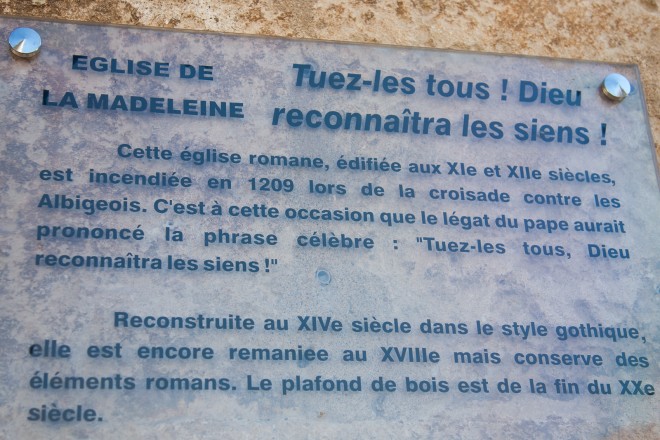 EGLISE DE
LA MADELEINE
Tuez-les tous ! Dieu
reconnaîtra les siens !
Cette église romane, édifiée aux XIe et XIIe siècles,
est incendiée en 1209 lors de la croisade contre les
Albigeois. C'est à cette occasion que le légat du pape aurait
prononcé la phrase célèbre : "Tuez-les tous, Dieu
reconnaîtra les siens !"
Reconstruite au XIVe siècle dans le style gothique,
elle est encore remaniee au XVIIIe mais conserve des
éléments romans. Le plafond de bois est de la fin du XXe
siècle.